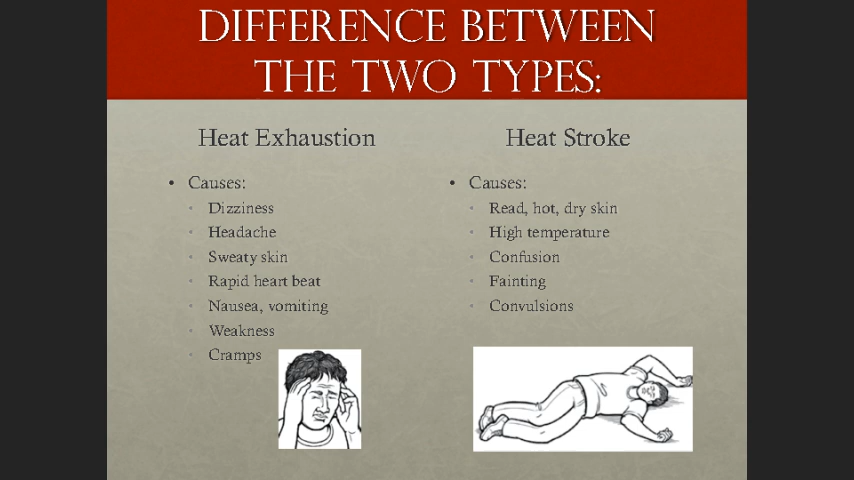 DIFFERENCE BETWEEN
THE TWO TYPES:
Heat Exhaustion
• Causes:
• Dizziness
• Headache
• Sweaty skin
• Rapid heart beat
• Nausea, vomiting
• Weakness
• Cramps
Heat Stroke
• Causes:
• Read, hot, dry skin
• High temperature
• Confusion
• Fainting
• Convulsions